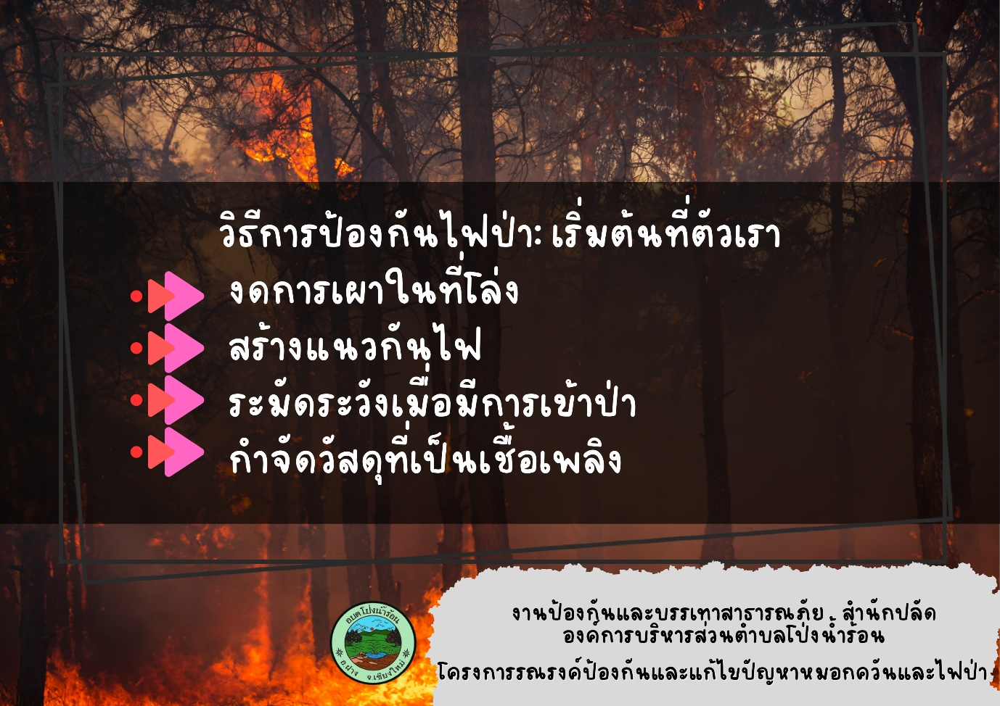 วิธีการป้องกันไฟป่า: เริ่มต้นที่ตัวเรา
งดการเผาในที่โล่ง
สร้างแนวกันไฟ
ระมัดระวังเมื่อมีการเข้าป่า
กำจัดวัสดุที่เป็นเชื้อเพลิง
อบต.โป่งน้ำร้อน
อ.ฝาง จ.เชียงใหม่
งานป้องกันและบรรเทาสาธารณภัย สำนักปลัด
องค์การบริหารส่วนตำบลโป่งน้ำร้อน
โครงการรณรงค์ป้องกันและแก้ไขปัญหาหมอกควันและไฟป่า